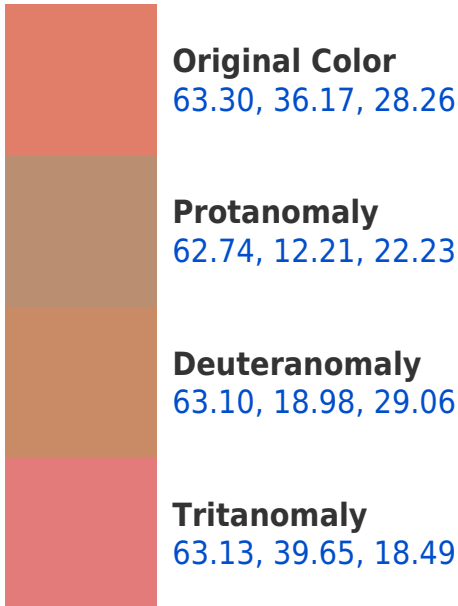 Original Color
63.30, 36.17, 28.26
Protanomaly
62.74, 12.21, 22.23
Deuteranomaly
63.10, 18.98, 29.06
Tritanomaly
63.13, 39.65, 18.49